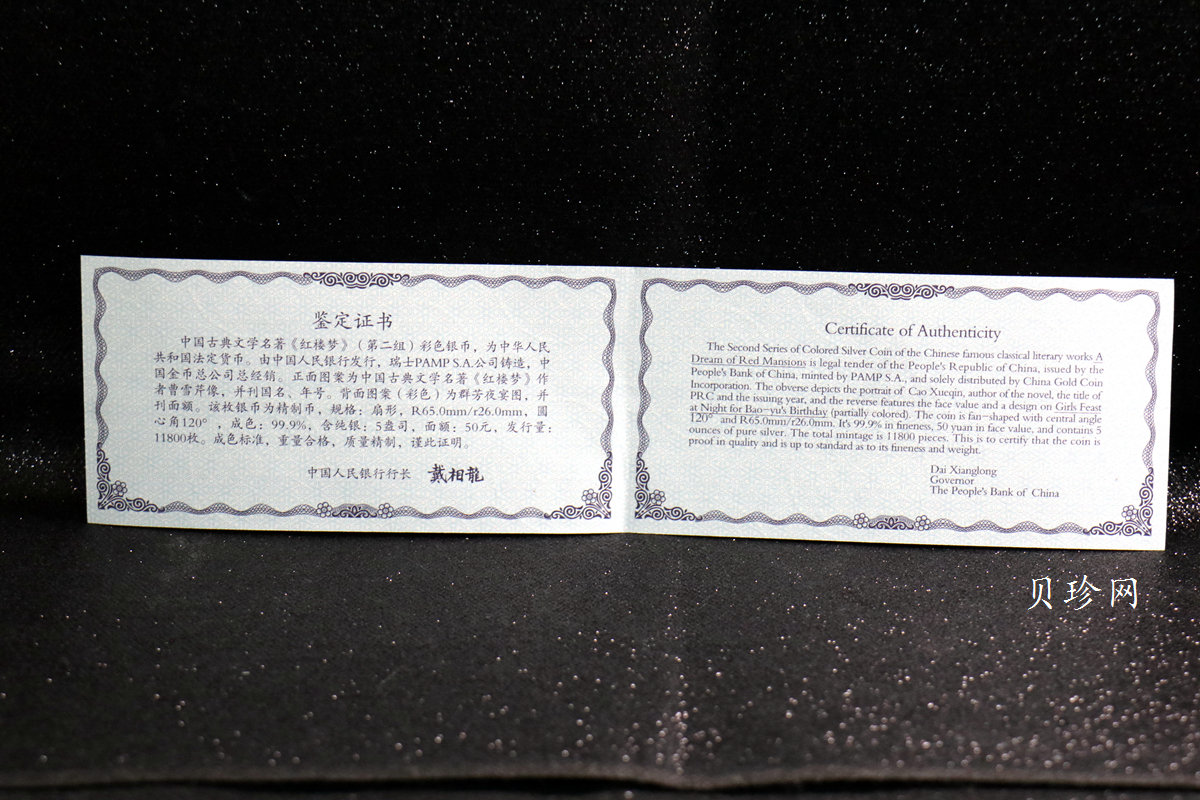 鉴定证书
中国古典文学名著《红楼梦》（第二组）彩色银币，为中华人民
共和国法定货币。由中国人民银行发行，瑞士PAMP S.A.公司铸造，中
国金币总公司总经销。正面图案为中国古典文学名著《红楼梦》作
者曹雪芹像，并刊国名、年号。背面图案（彩色）为群芳夜宴图，并
刊面额。该枚银币为精制币，规格：扇形，R65.0mm/r26.0mm，圆
心角120°，成色：99.9%，含纯银：5盎司，面额：50元，发行量：
11800枚。成色标准，重量合格，质量精制，谨此证明。
中国人民银行行长 戴相龍
Certificate of Authenticity
The Second Series of Colored Silver Coin of the Chinese famous classical literary works A
Dream of Red Mansions is legal tender of the People's Republic of China, issued by the
People's Bank of China, minted by PAMP S.A., and solely distributed by China Gold Coin
Incorporation. The obverse depicts the portrait of Cao Xueqin, author of the novel, the title of
PRC and the issuing year, and the reverse features the face value and a design on Girls Feast
at Night for Bao-yu's Birthday (partially colored). The coin is fan-shaped with central angle
120° and R65.0mm/r26.0mm. It's 99.9% in fineness, 50 yuan in face value, and contains 5
ounces of pure silver. The total mintage is 11800 pieces. This is to certify that the coin is
proof in quality and is up to standard as to its fineness and weight.
Dai Xianglong
Governor
The People's Bank of China
贝珍网